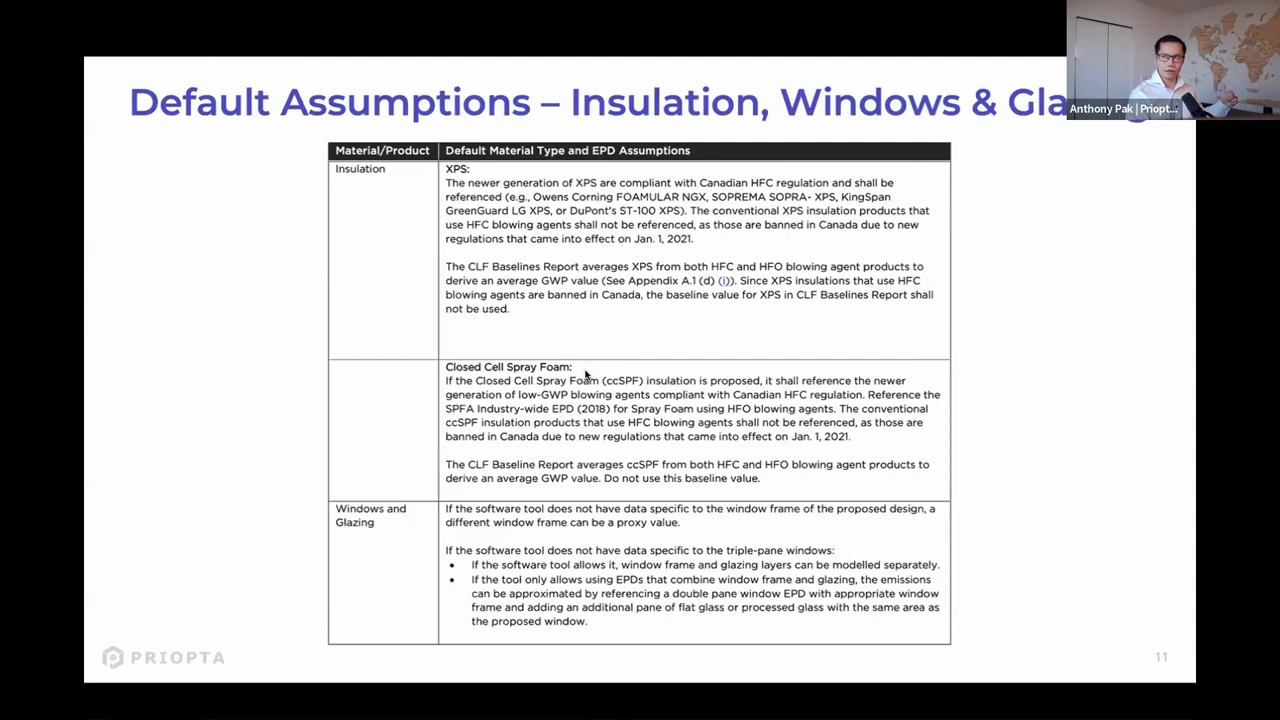 Default Assumptions – Insulation, Windows & Gla
Anthony Pak | Priopt...
Material/Product
Default Material Type and EPD Assumptions
Insulation
XPS:
The newer generation of XPS are compliant with Canadian HFC regulation and shall be
referenced (e.g., Owens Corning FOAMULAR NGX, SOPREMA SOPRA- XPS, KingSpan
GreenGuard LG XPS, or DuPont's ST-100 XPS). The conventional XPS insulation products that
use HFC blowing agents shall not be referenced, as those are banned in Canada due to new
regulations that came into effect on Jan. 1, 2021.
The CLF Baselines Report averages XPS from both HFC and HFO blowing agent products to
derive an average GWP value (See Appendix A.1 (d) (i)). Since XPS insulations that use HFC
blowing agents are banned in Canada, the baseline value for XPS in CLF Baselines Report shall
not be used.
Closed Cell Spray Foam:
If the Closed Cell Spray Foam (ccSPF) insulation is proposed, it shall reference the newer
generation of low-GWP blowing agents compliant with Canadian HFC regulation. Reference the
SPFA Industry-wide EPD (2018) for Spray Foam using HFO blowing agents. The conventional
ccSPF insulation products that use HFC blowing agents shall not be referenced, as those are
banned in Canada due to new regulations that came into effect on Jan. 1, 2021.
The CLF Baseline Report averages ccSPF from both HFC and HFO blowing agent products to
derive an average GWP value. Do not use this baseline value.
Windows and
Glazing
If the software tool does not have data specific to the window frame of the proposed design, a
different window frame can be a proxy value.
If the software tool does not have data specific to the triple-pane windows:
• If the software tool allows it, window frame and glazing layers can be modelled separately.
• If the tool only allows using EPDs that combine window frame and glazing, the emissions
can be approximated by referencing a double pane window EPD with appropriate window
frame and adding an additional pane of flat glass or processed glass with the same area as
the proposed window.
PRIOPTA
11